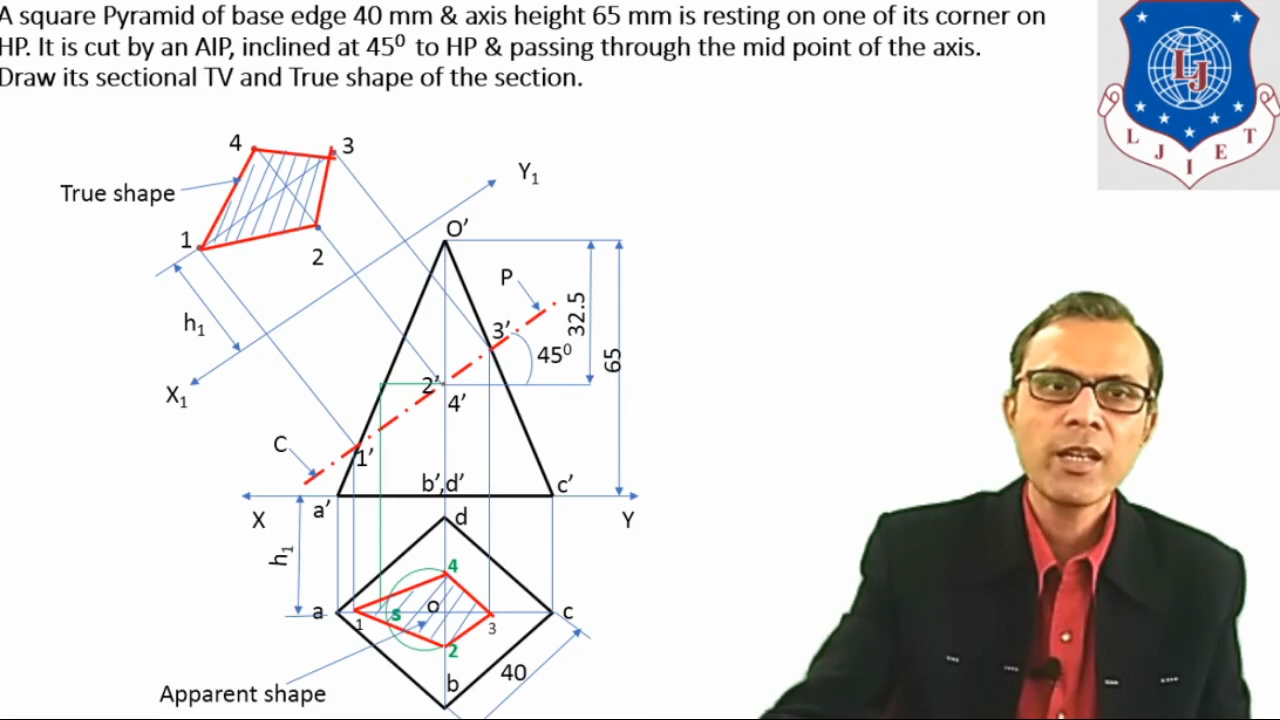 A square Pyramid of base edge 40 mm & axis height 65 mm is resting on one of its corner on
HP. It is cut by an AIP, inclined at 45⁰ to HP & passing through the mid point of the axis.
Draw its sectional TV and True shape of the section.
LJ
L J I E T
4
3
True shape
Y₁
1
2
O'
P
h₁
3'
32.5
45⁰
65
X₁
2'
4'
C
1'
b',d'
c'
a'
X
Y
d
h₁
4
a
o
c
s
1
3
2
40
b
Apparent shape